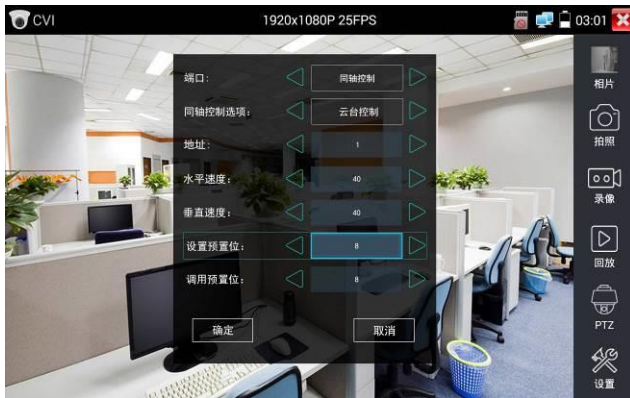 CVI 1920x1080P 25FPS 03:01
端口: 同轴控制
同轴控制选项: 云台控制
地址: 1
水平速度: 40
垂直速度: 40
设置预置位: 8
调用预置位: 8
确定 取消
相片
拍照
录像
回放
PTZ
设置